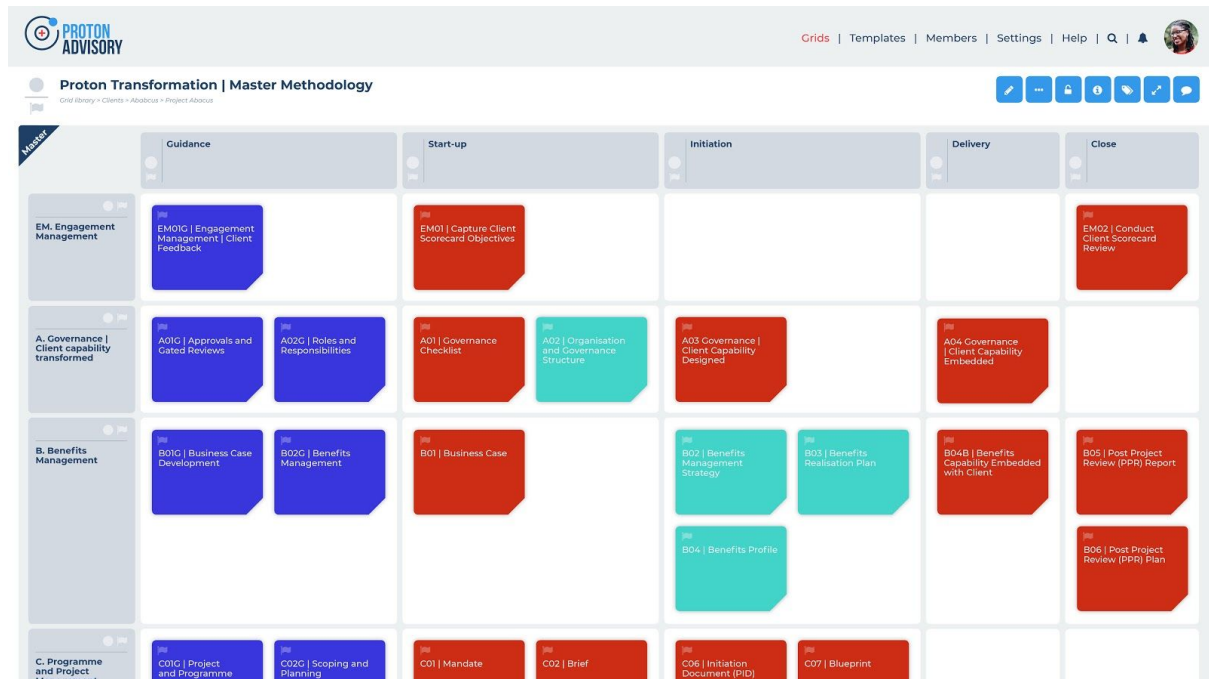 PROTON
ADVISORY
Grids | Templates | Members | Settings | Help | |
Proton Transformation | Master Methodology
Grid library > Clients > Ababcus > Project Abacus
Master
Guidance
Start-up
Initiation
Delivery
Close
EM. Engagement
Management
EM01G | Engagement
Management | Client
Feedback
EM01 | Capture Client
Scorecard Objectives
EM02 | Conduct
Client Scorecard
Review
A. Governance |
Client capability
transformed
A01G | Approvals and
Gated Reviews
A02G | Roles and
Responsibilities
A01 | Governance
Checklist
A02 | Organisation
and Governance
Structure
A03 Governance |
Client Capability
Designed
A04 Governance
| Client Capability
Embedded
B. Benefits
Management
B01G | Business Case
Development
B02G | Benefits
Management
B01 | Business Case
B02 | Benefits
Management
Strategy
B03 | Benefits
Realisation Plan
B04 | Benefits Profile
B04B | Benefits
Capability Embedded
with Client
B05 | Post Project
Review (PPR) Report
B06 | Post Project
Review (PPR) Plan
C. Programme
and Project
C01G | Project
and Programme
C02G | Scoping and
Planning
C01 | Mandate
C02 | Brief
C06 | Initiation
Document (PID)
C07 | Blueprint